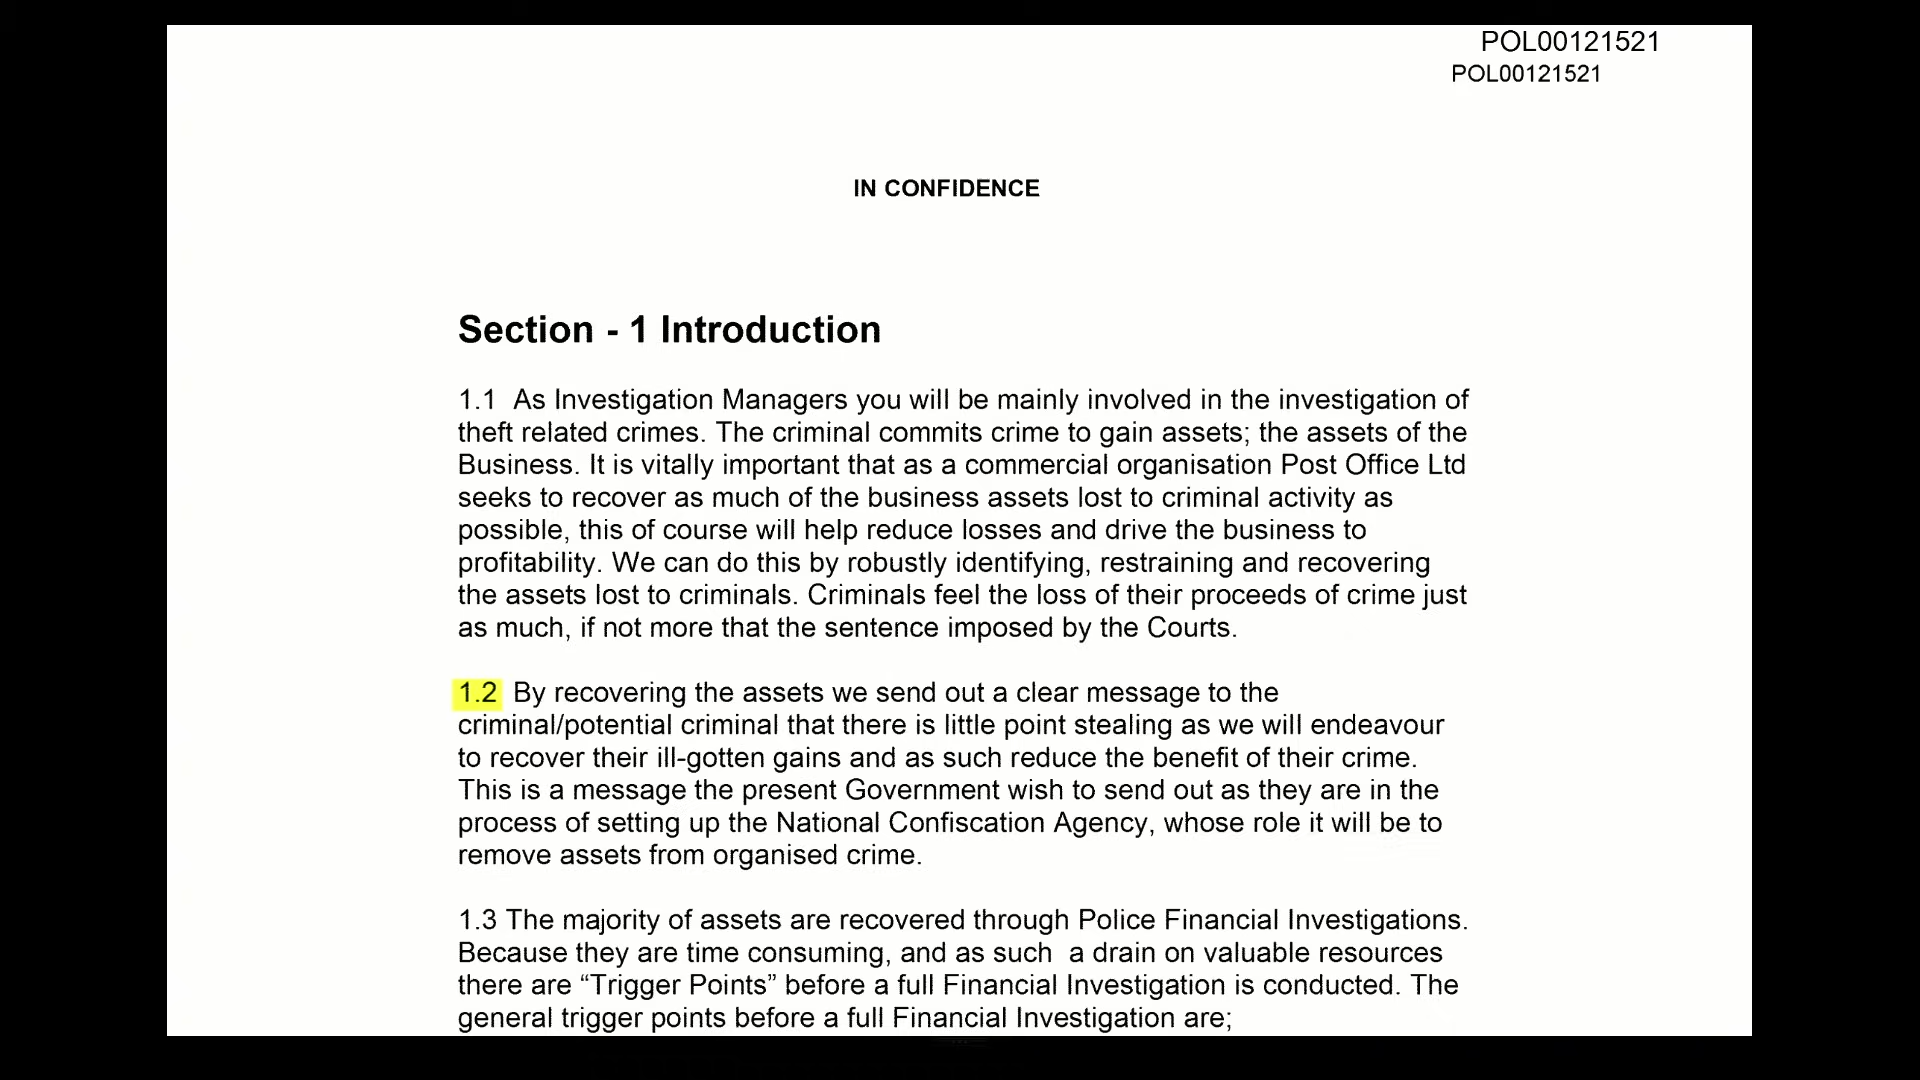 POL00121521
POL00121521
IN CONFIDENCE
Section - 1 Introduction
1.1 As Investigation Managers you will be mainly involved in the investigation of
theft related crimes. The criminal commits crime to gain assets; the assets of the
Business. It is vitally important that as a commercial organisation Post Office Ltd
seeks to recover as much of the business assets lost to criminal activity as
possible, this of course will help reduce losses and drive the business to
profitability. We can do this by robustly identifying, restraining and recovering
the assets lost to criminals. Criminals feel the loss of their proceeds of crime just
as much, if not more that the sentence imposed by the Courts.
1.2 By recovering the assets we send out a clear message to the
criminal/potential criminal that there is little point stealing as we will endeavour
to recover their ill-gotten gains and as such reduce the benefit of their crime.
This is a message the present Government wish to send out as they are in the
process of setting up the National Confiscation Agency, whose role it will be to
remove assets from organised crime.
1.3 The majority of assets are recovered through Police Financial Investigations.
Because they are time consuming, and as such a drain on valuable resources
there are “Trigger Points” before a full Financial Investigation is conducted. The
general trigger points before a full Financial Investigation are;